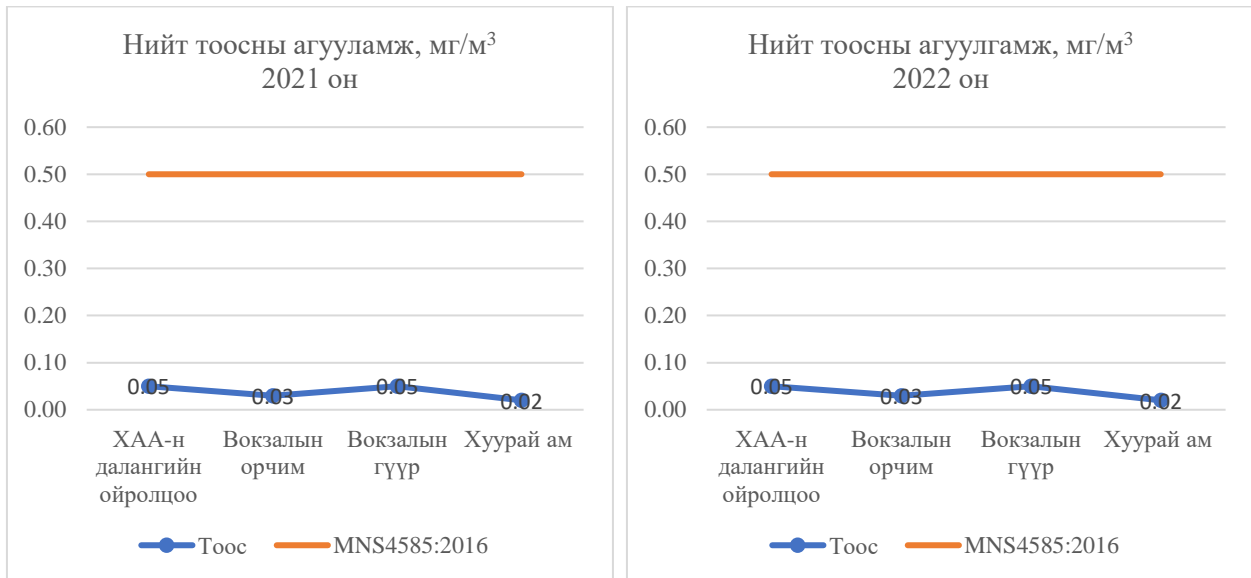 Нийт тоосны агууламж, мг/м³
2021 он
0.60
0.50
0.40
0.30
0.20
0.10
0.00
0.05
0.03
0.05
0.02
ХАА-н
далангийн
ойролцоо
Вокзалын
орчим
Вокзалын
гүүр
Хуурай ам
Тоос
MNS4585:2016
Нийт тоосны агуулгамж, мг/м³
2022 он
0.60
0.50
0.40
0.30
0.20
0.10
0.00
0.05
0.03
0.05
0.02
ХАА-н
далангийн
ойролцоо
Вокзалын
орчим
Вокзалын
гүүр
Хуурай ам
Тоос
MNS4585:2016